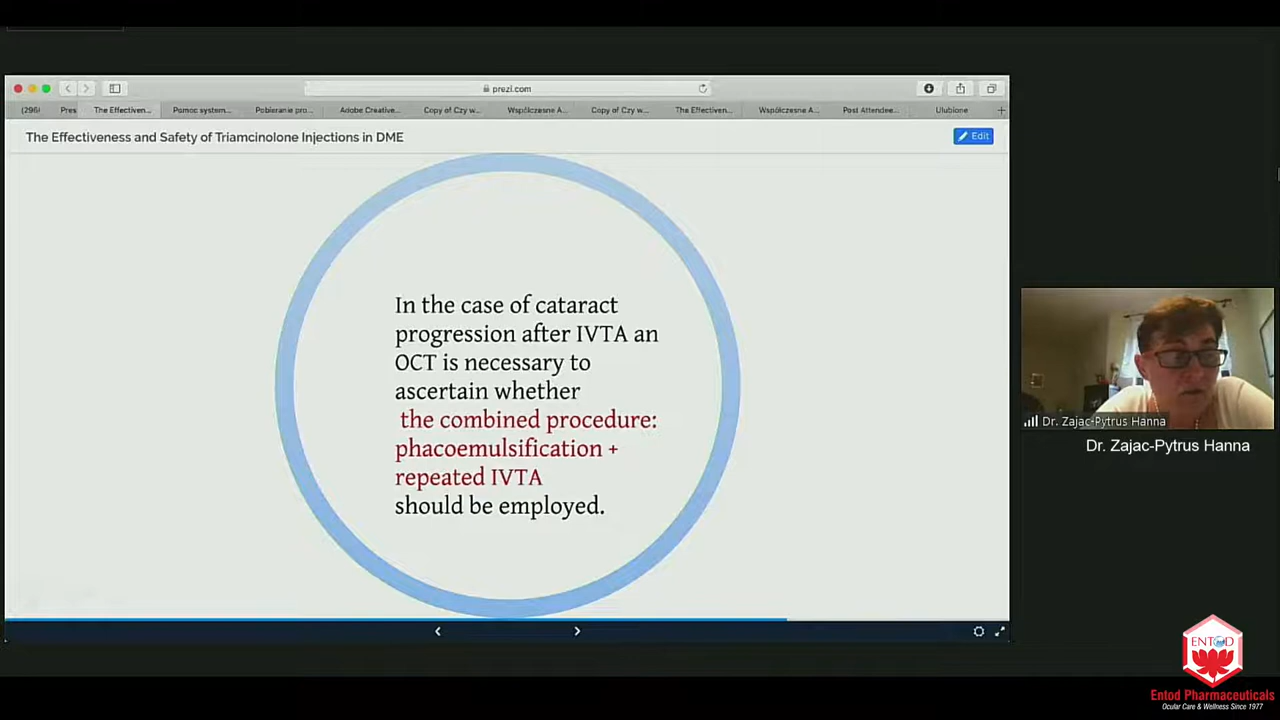 prezi.com
(296)
Pres
The Effectiven...
Pomoc system...
Pobieranie pro...
Adobe Creative...
Copy of Czy w...
Współczesne A...
Copy of Czy w...
The Effectiven...
Współczesne A...
Post Attendee...
Ulubione
The Effectiveness and Safety of Triamcinolone Injections in DME
Edit
In the case of cataract
progression after IVTA an
OCT is necessary to
ascertain whether
the combined procedure:
phacoemulsification +
repeated IVTA
should be employed.
Dr. Zajac-Pytrus Hanna
Dr. Zajac-Pytrus Hanna
ENTOD
Entod Pharmaceuticals
Ocular Care & Wellness Since 1977